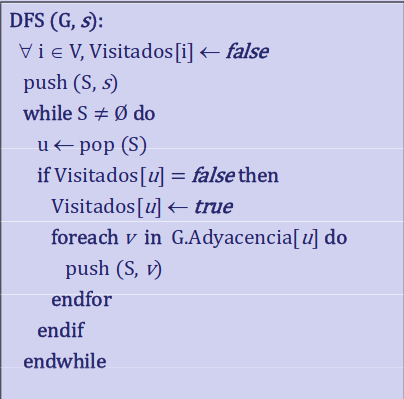 DFS (G, s):
∀ i ∈ V, Visitados[i] ← false
push (S, s)
while S ≠ Ø do
u ← pop (S)
if Visitados[u] = false then
Visitados[u] ← true
foreach v in G.Adyacencia[u] do
push (S, v)
endfor
endif
endwhile